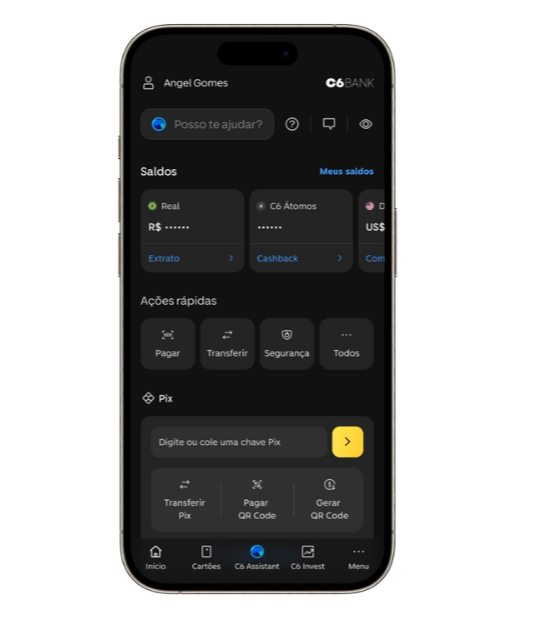 Angel Gomes
C6BANK
Posso te ajudar?
Saldos
Meus saldos
Real
C6 Átomos
D
R$ ······
······
US$
Extrato
Cashback
Com
Ações rápidas
Pagar
Transferir
Segurança
Todos
Pix
Digite ou cole uma chave Pix
Transferir
Pix
Pagar
QR Code
Gerar
QR Code
Início
Cartões
C6 Assistant
C6 Invest
Menu